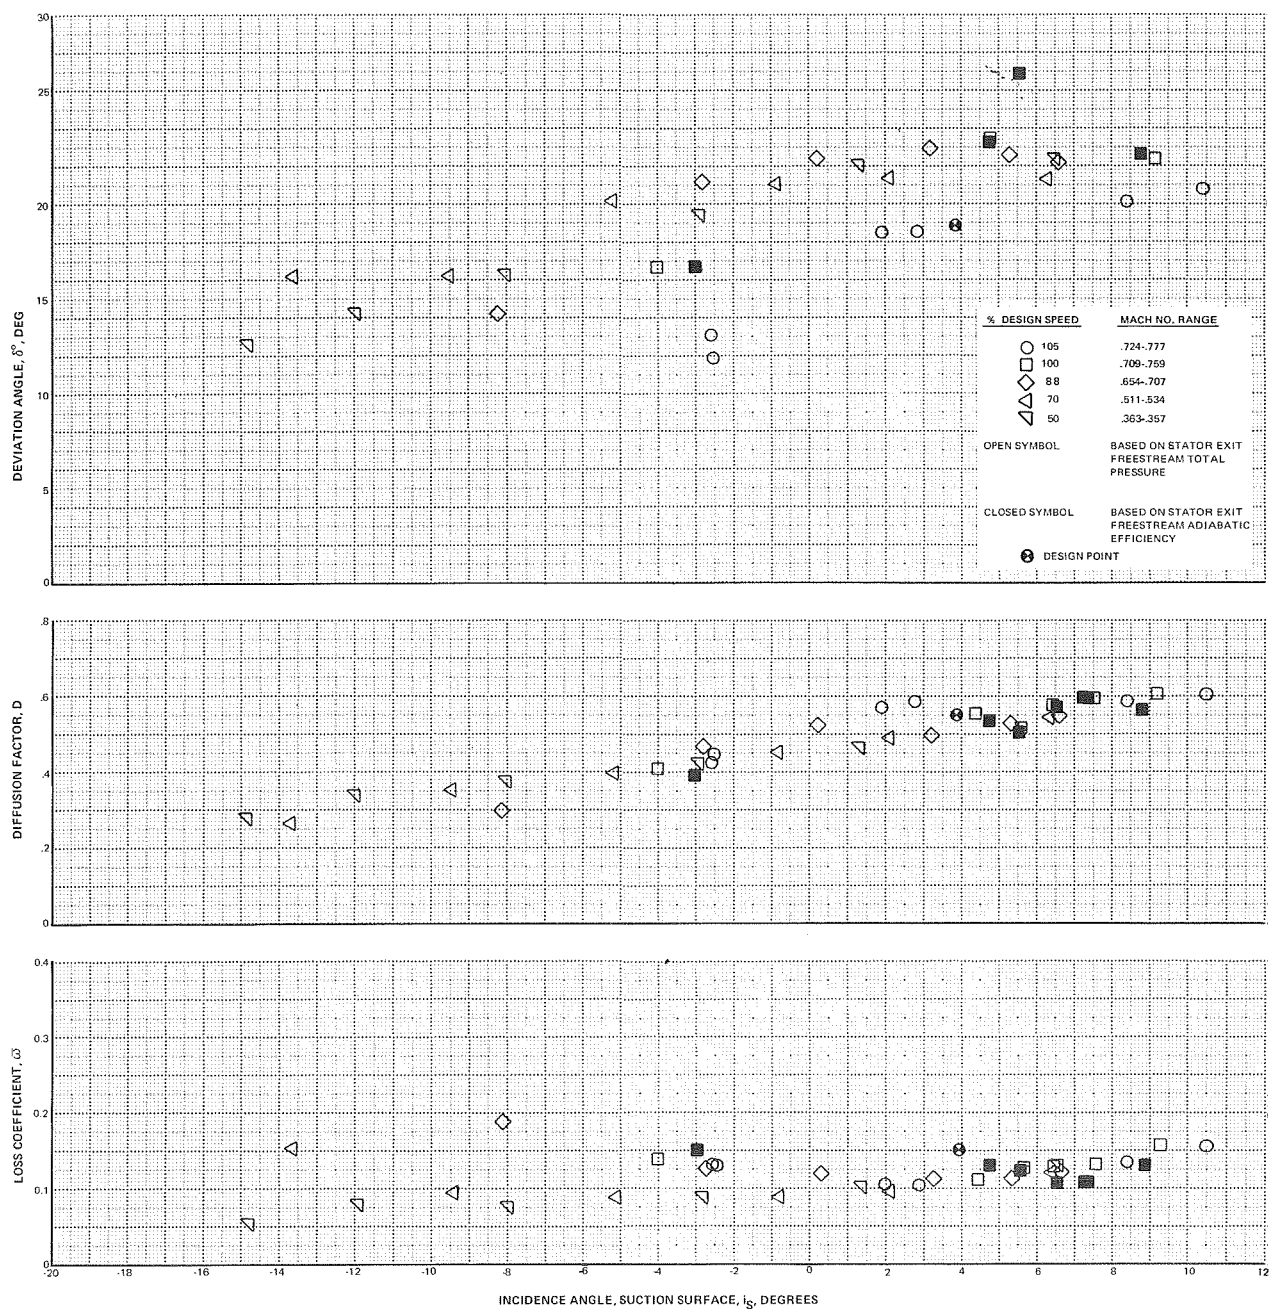 30
25
20
15
10
5
0
DEVIATION ANGLE, δ°, DEG
% DESIGN SPEED MACH NO. RANGE
105 .724-.777
100 .709-.759
88 .654-.707
70 .511-.534
50 .363-.357
OPEN SYMBOL BASED ON STATOR EXIT
FREESTREAM TOTAL
PRESSURE
CLOSED SYMBOL BASED ON STATOR EXIT
FREESTREAM ADIABATIC
EFFICIENCY
DESIGN POINT
.8
.6
.4
.2
0
DIFFUSION FACTOR, D
0.4
0.3
0.2
0.1
0
LOSS COEFFICIENT, ω̄
-20 -18 -16 -14 -12 -10 -8 -6 -4 -2 0 2 4 6 8 10 12
INCIDENCE ANGLE, SUCTION SURFACE, iS, DEGREES